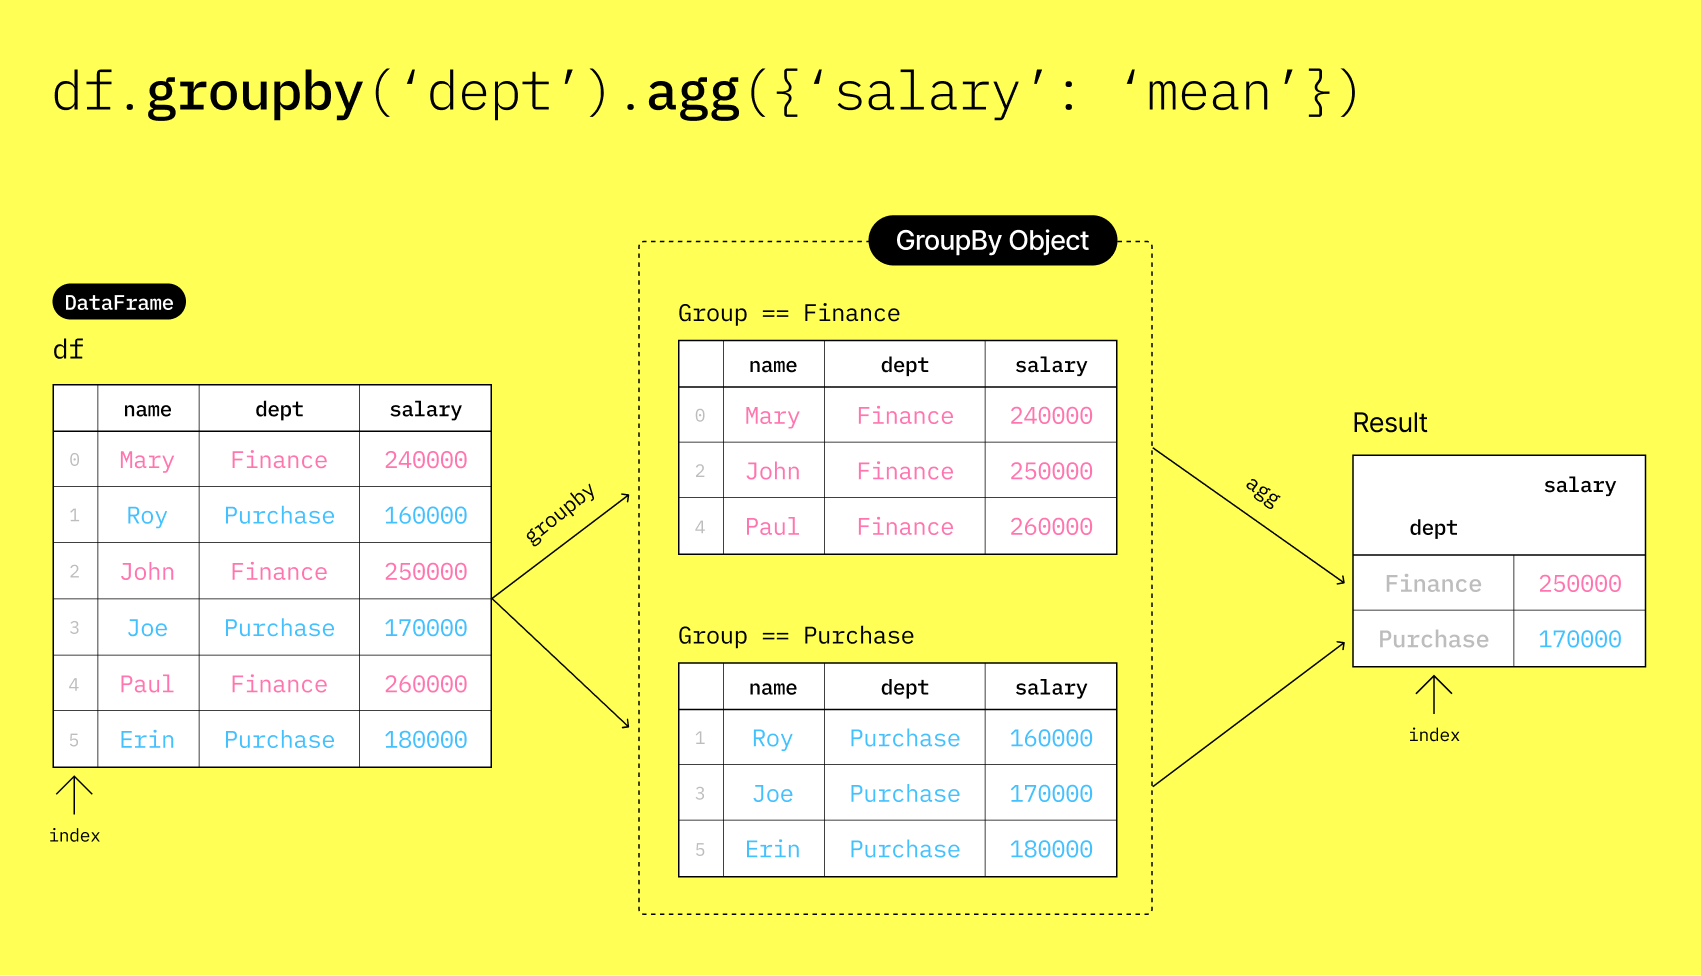 df.groupby(‘dept’).agg({‘salary’: ‘mean’})
DataFrame
df
name dept salary
0 Mary Finance 240000
1 Roy Purchase 160000
2 John Finance 250000
3 Joe Purchase 170000
4 Paul Finance 260000
5 Erin Purchase 180000
index
groupby
GroupBy Object
Group == Finance
name dept salary
0 Mary Finance 240000
2 John Finance 250000
4 Paul Finance 260000
Group == Purchase
name dept salary
1 Roy Purchase 160000
3 Joe Purchase 170000
5 Erin Purchase 180000
agg
Result
salary
dept
Finance 250000
Purchase 170000
index